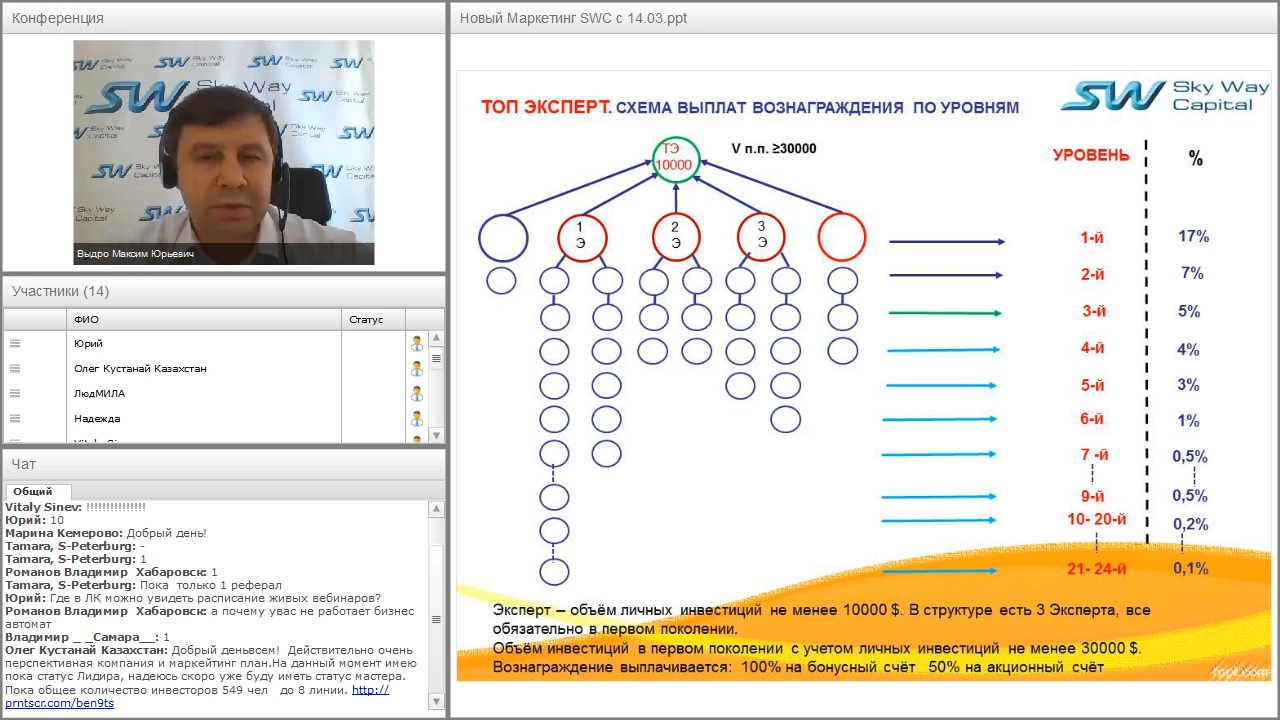 Конференция
Выдро Максим Юрьевич
Участники (14)
ФИО
Статус
Юрий
Олег Кустанай Казахстан
ЛюдМИЛА
Надежда
Чат
Общий
Vitaly Sinev: !!!!!!!!!!!!!!!
Юрий: 10
Марина Кемерово: Добрый день!
Tamara, S-Peterburg: -
Tamara, S-Peterburg: 1
Романов Владимир Хабаровск: 1
Tamara, S-Peterburg: Пока только 1 реферал
Юрий: Где в ЛК можно увидеть расписание живых вебинаров?
Романов Владимир Хабаровск: а почему увас не работает бизнес
автомат
Владимир _ _Самара__: 1
Олег Кустанай Казахстан: Добрый деньвсем! Действительно очень
перспективная компания и маркейтинг план.На данный момент имею
пока статус Лидира, надеюсь скоро уже буду иметь статус мастера.
Пока общее количество инвесторов 549 чел до 8 линии. http://
prntscr.com/ben9ts
Новый Маркетинг SWC с 14.03.ppt
SW Sky Way
Capital
ТОП ЭКСПЕРТ. СХЕМА ВЫПЛАТ ВОЗНАГРАЖДЕНИЯ ПО УРОВНЯМ
ТЭ
10000
V п.п. ≥30000
УРОВЕНЬ %
1
Э
2
Э
3
Э
1-й 17%
2-й 7%
3-й 5%
4-й 4%
5-й 3%
6-й 1%
7 -й 0,5%
9-й 0,5%
10- 20-й 0,2%
21- 24-й 0,1%
Эксперт – объём личных инвестиций не менее 10000 $. В структуре есть 3 Эксперта, все
обязательно в первом поколении.
Объём инвестиций в первом поколении с учетом личных инвестиций не менее 30000 $.
Вознаграждение выплачивается: 100% на бонусный счёт 50% на акционный счёт